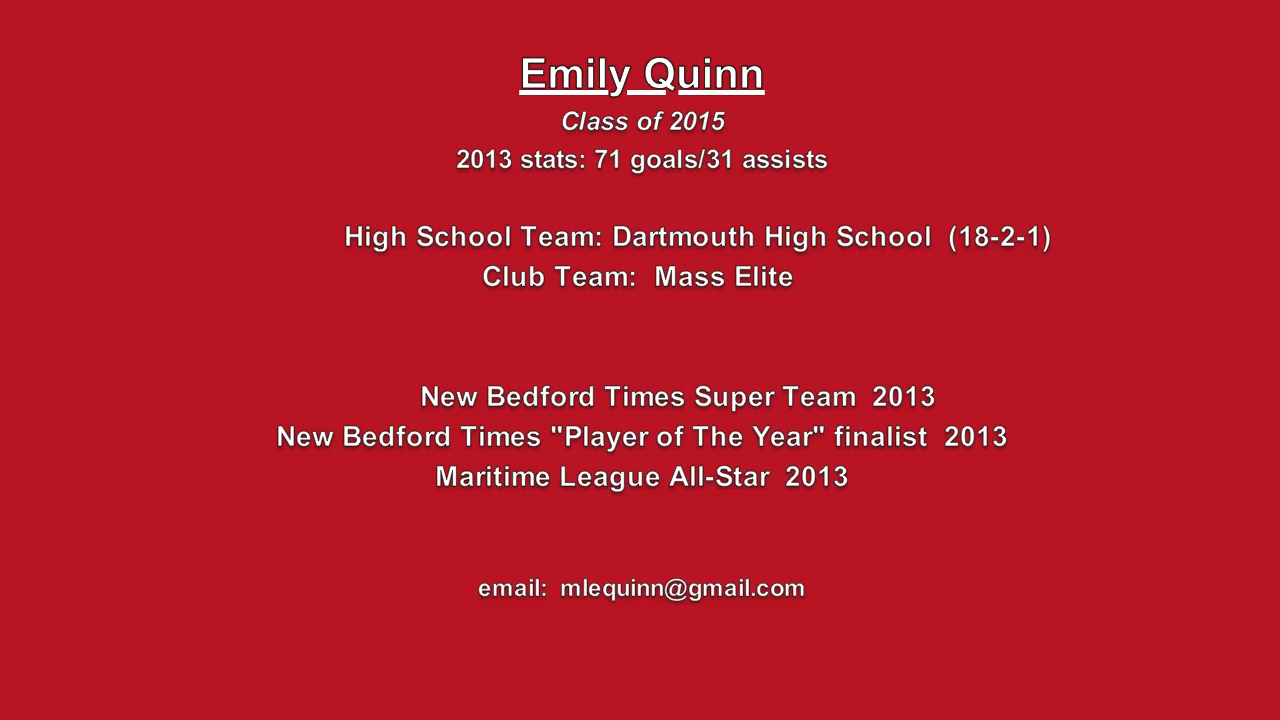 Emily Quinn
Class of 2015
2013 stats: 71 goals/31 assists
High School Team: Dartmouth High School (18-2-1)
Club Team: Mass Elite
New Bedford Times Super Team 2013
New Bedford Times "Player of The Year" finalist 2013
Maritime League All-Star 2013
email: mlequinn@gmail.com